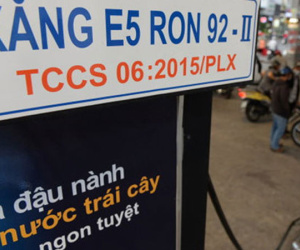 XĂNG E5 RON 92-II
TCCS 06:2015/PLX
đậu nành
nước trái cây
ngon tuyệt